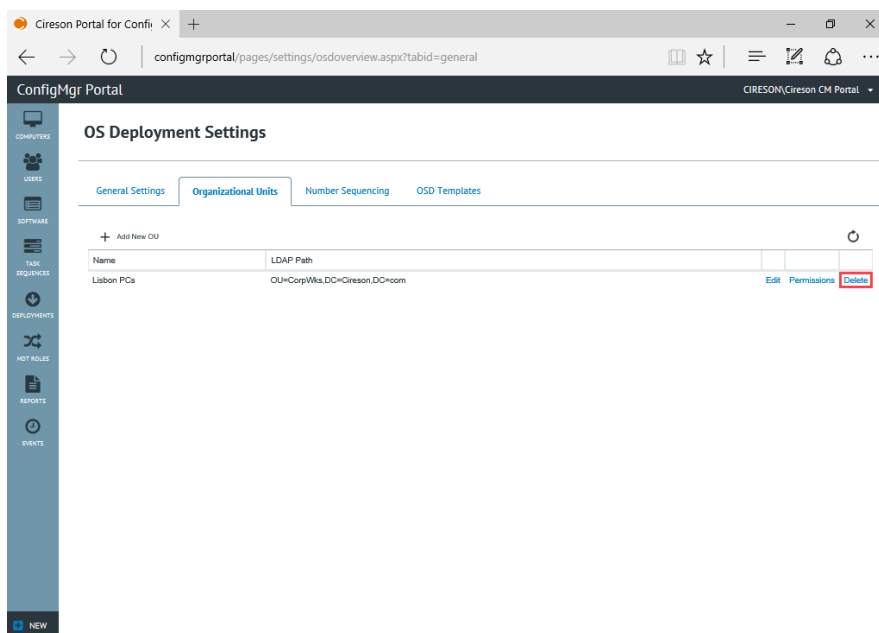 Cireson Portal for Config
configmgrportal/pages/settings/osdoverview.aspx?tabid=general
ConfigMgr Portal
CIRESON\Cireson CM Portal
COMPUTERS
USERS
SOFTWARE
TASK
SEQUENCES
DEPLOYMENTS
MDT ROLES
REPORTS
EVENTS
NEW
OS Deployment Settings
General Settings Organizational Units Number Sequencing OSD Templates
Add New OU
Name LDAP Path
Lisbon PCs OU=CorpWks,DC=Cireson,DC=com Edit Permissions Delete